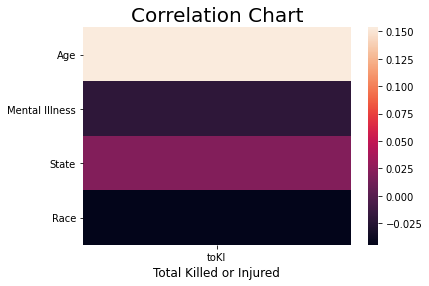 Correlation Chart
Age
Mental Illness
State
Race
toKI
Total Killed or Injured
0.150
0.125
0.100
0.075
0.050
0.025
0.000
−0.025